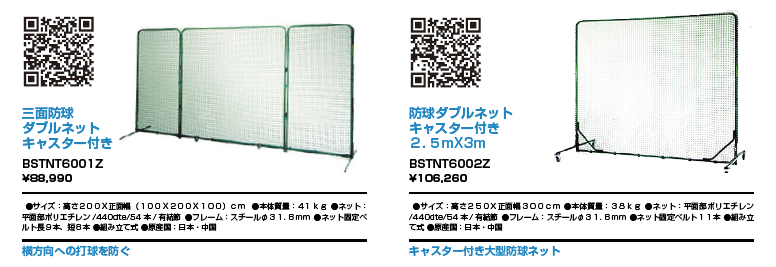 三面防球
ダブルネット
キャスター付き
BSTNT6001Z
¥88,990
●サイズ：高さ200X正面幅（100X200X100）cm ●本体質量：41kg ●ネット：
平面部ポリエチレン/440dte/54本/有結節 ●フレーム：スチールφ31.8mm ●ネット固定ベ
ルト長9本、短8本 ●組み立て式 ●原産国：日本・中国
横方向への打球を防ぐ
防球ダブルネット
キャスター付き
2.5mX3m
BSTNT6002Z
¥106,260
●サイズ：高さ250X正面幅300cm ●本体質量：38kg ●ネット：平面部ポリエチレン
/440dte/54本/有結節 ●フレーム：スチールφ31.8mm ●ネット固定ベルト11本 ●組み立
て式 ●原産国：日本・中国
キャスター付き大型防球ネット